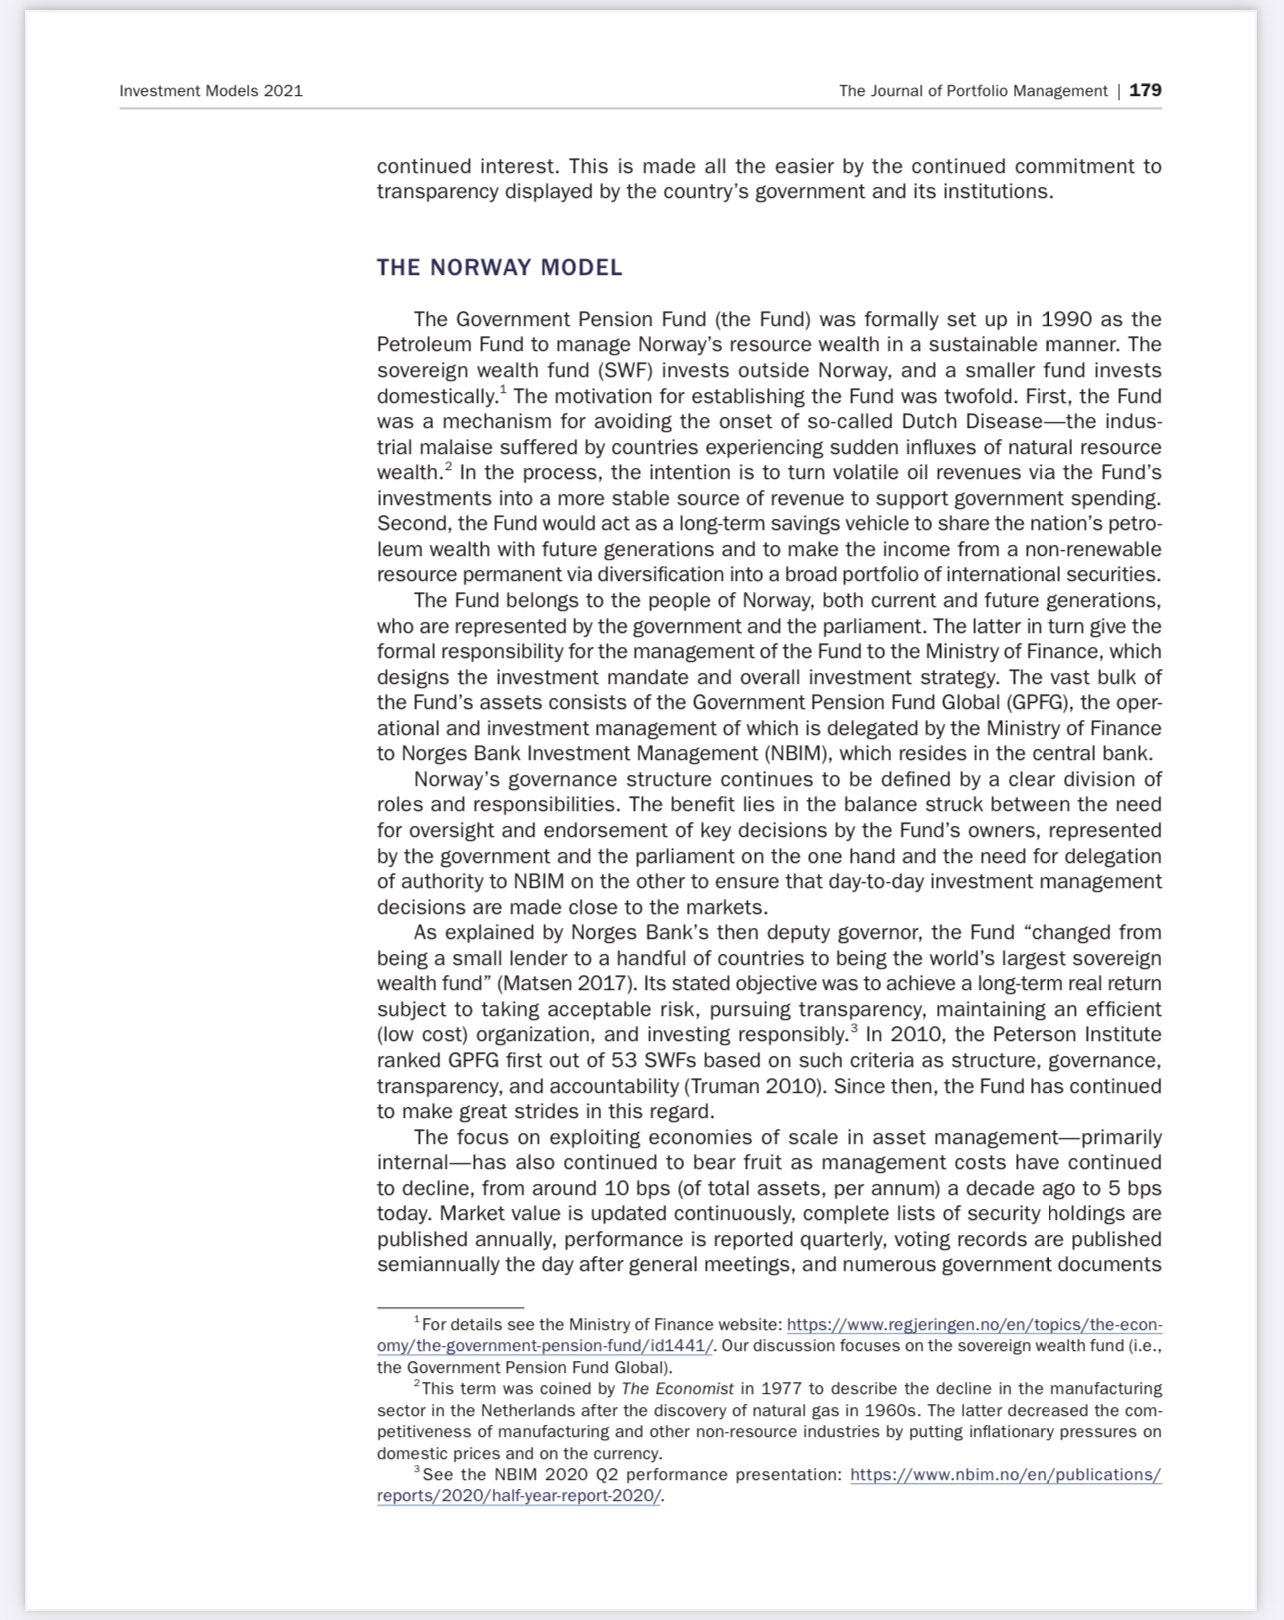 Investment Models 2021
The Journal of Portfolio Management | 179
continued interest. This is made all the easier by the continued commitment to
transparency displayed by the country’s government and its institutions.
THE NORWAY MODEL
The Government Pension Fund (the Fund) was formally set up in 1990 as the
Petroleum Fund to manage Norway’s resource wealth in a sustainable manner. The
sovereign wealth fund (SWF) invests outside Norway, and a smaller fund invests
domestically.1 The motivation for establishing the Fund was twofold. First, the Fund
was a mechanism for avoiding the onset of so-called Dutch Disease—the indus-
trial malaise suffered by countries experiencing sudden influxes of natural resource
wealth.2 In the process, the intention is to turn volatile oil revenues via the Fund’s
investments into a more stable source of revenue to support government spending.
Second, the Fund would act as a long-term savings vehicle to share the nation’s petro-
leum wealth with future generations and to make the income from a non-renewable
resource permanent via diversification into a broad portfolio of international securities.
The Fund belongs to the people of Norway, both current and future generations,
who are represented by the government and the parliament. The latter in turn give the
formal responsibility for the management of the Fund to the Ministry of Finance, which
designs the investment mandate and overall investment strategy. The vast bulk of
the Fund’s assets consists of the Government Pension Fund Global (GPFG), the oper-
ational and investment management of which is delegated by the Ministry of Finance
to Norges Bank Investment Management (NBIM), which resides in the central bank.
Norway’s governance structure continues to be defined by a clear division of
roles and responsibilities. The benefit lies in the balance struck between the need
for oversight and endorsement of key decisions by the Fund’s owners, represented
by the government and the parliament on the one hand and the need for delegation
of authority to NBIM on the other to ensure that day-to-day investment management
decisions are made close to the markets.
As explained by Norges Bank’s then deputy governor, the Fund “changed from
being a small lender to a handful of countries to being the world’s largest sovereign
wealth fund” (Matsen 2017). Its stated objective was to achieve a long-term real return
subject to taking acceptable risk, pursuing transparency, maintaining an efficient
(low cost) organization, and investing responsibly.3 In 2010, the Peterson Institute
ranked GPFG first out of 53 SWFs based on such criteria as structure, governance,
transparency, and accountability (Truman 2010). Since then, the Fund has continued
to make great strides in this regard.
The focus on exploiting economies of scale in asset management—primarily
internal—has also continued to bear fruit as management costs have continued
to decline, from around 10 bps (of total assets, per annum) a decade ago to 5 bps
today. Market value is updated continuously, complete lists of security holdings are
published annually, performance is reported quarterly, voting records are published
semiannually the day after general meetings, and numerous government documents
1For details see the Ministry of Finance website: https://www.regjeringen.no/en/topics/the-econ-
omy/the-government-pension-fund/id1441/. Our discussion focuses on the sovereign wealth fund (i.e.,
the Government Pension Fund Global).
2This term was coined by The Economist in 1977 to describe the decline in the manufacturing
sector in the Netherlands after the discovery of natural gas in 1960s. The latter decreased the com-
petitiveness of manufacturing and other non-resource industries by putting inflationary pressures on
domestic prices and on the currency.
3See the NBIM 2020 Q2 performance presentation: https://www.nbim.no/en/publications/
reports/2020/half-year-report-2020/.